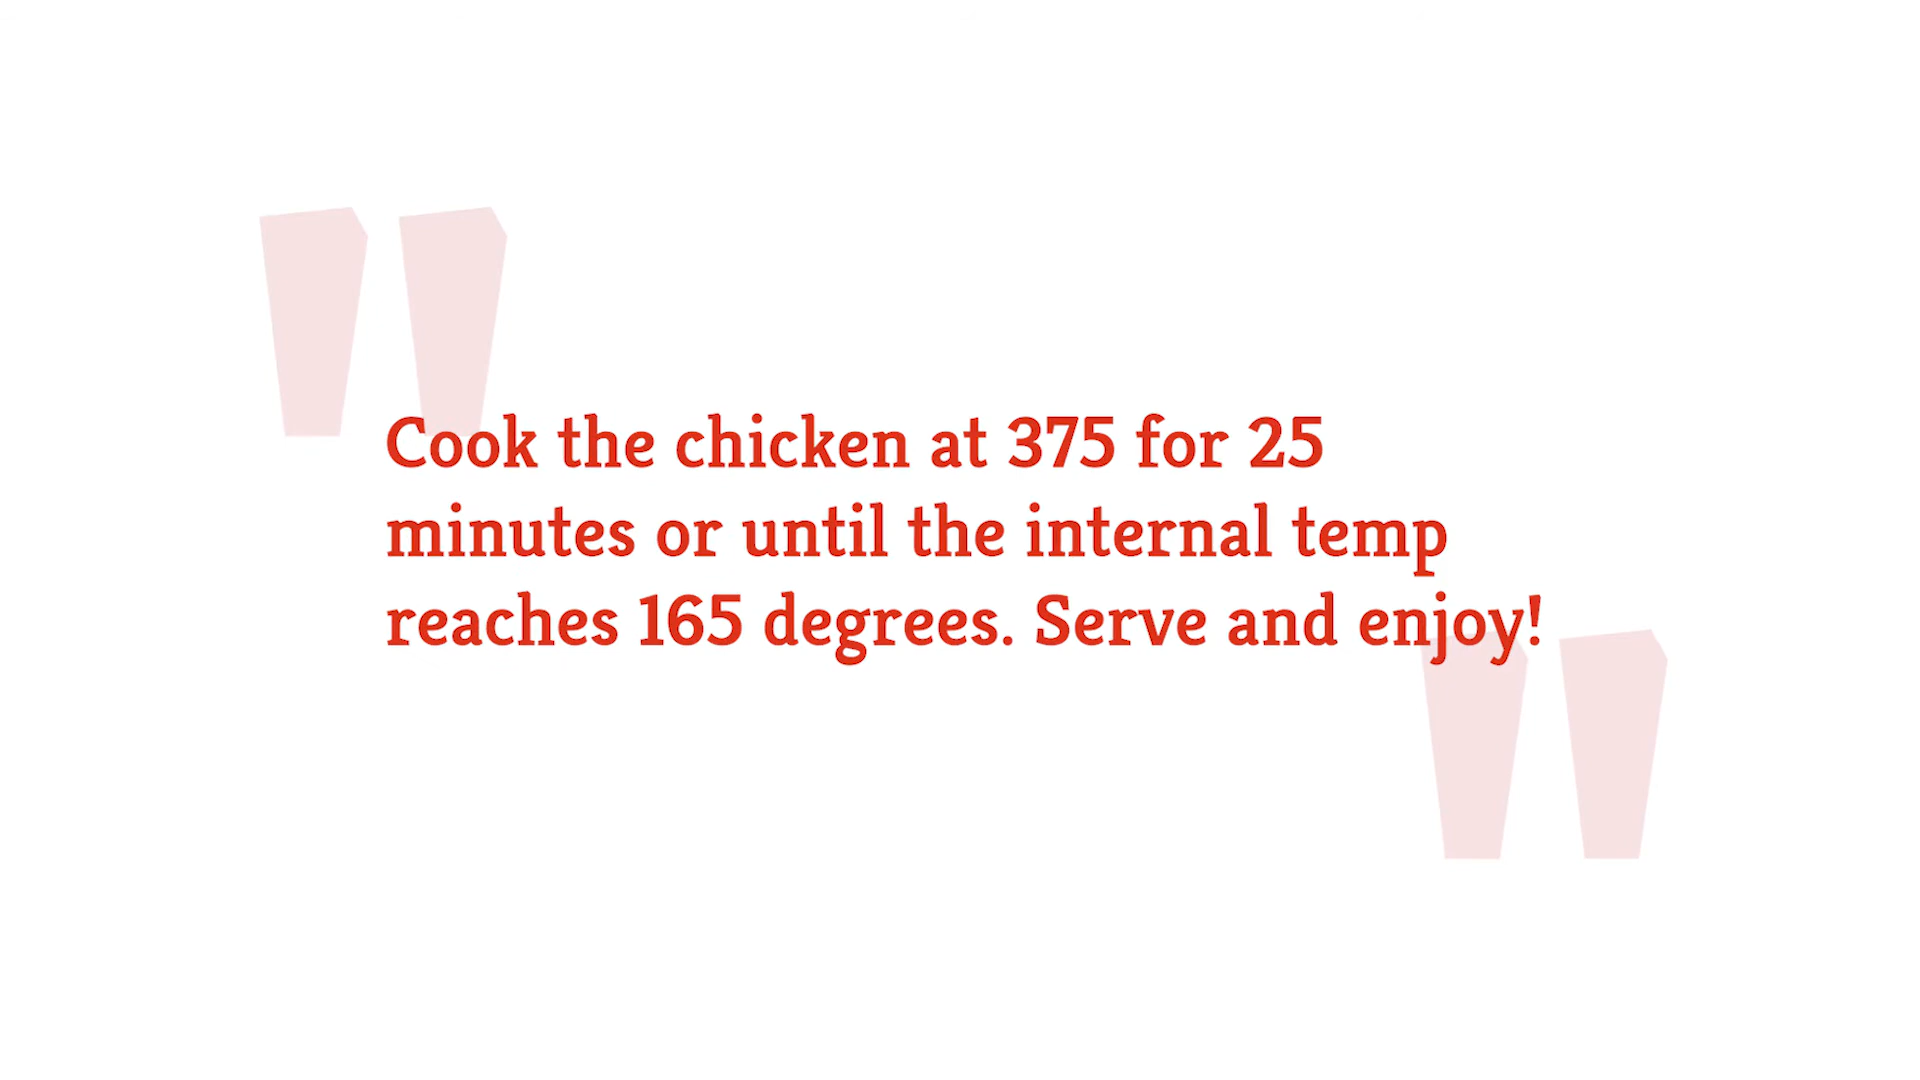 "
Cook the chicken at 375 for 25
minutes or until the internal temp
reaches 165 degrees. Serve and enjoy!
"